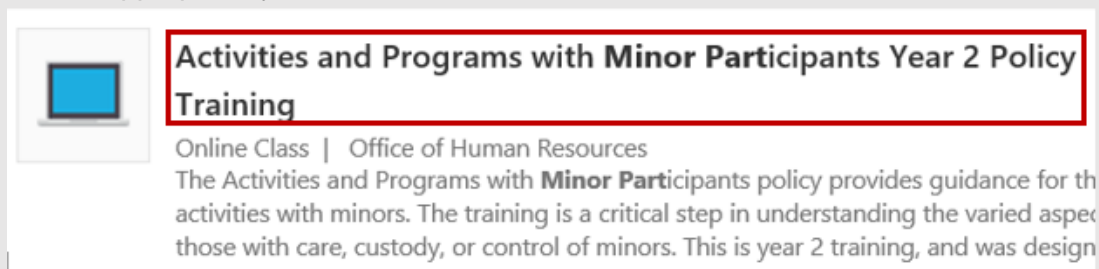 Activities and Programs with Minor Participants Year 2 Policy
Training
Online Class | Office of Human Resources
The Activities and Programs with Minor Participants policy provides guidance for th
activities with minors. The training is a critical step in understanding the varied aspec
those with care, custody, or control of minors. This is year 2 training, and was design